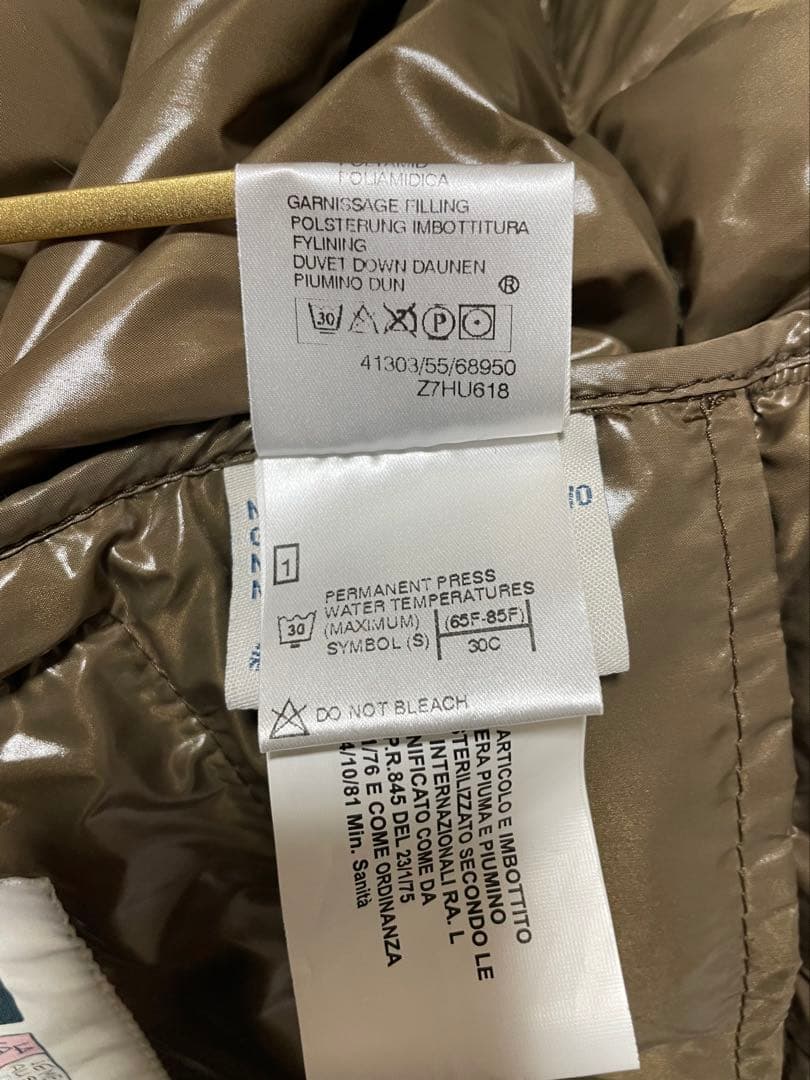 POLYAMID
POLIAMIDICA
GARNISSAGE FILLING
POLSTERUNG IMBOTTITURA
FYLINING
DUVET DOWN DAUNEN
PIUMINO DUN ®
30 P
41303/55/68950
Z7HU618
1
PERMANENT PRESS
WATER TEMPERATURES
(MAXIMUM) (65F-85F)
30
SYMBOL (S) 30C
DO NOT BLEACH
ARTICOLO E IMBOTTITO
ERA PIUMA E PIUMINO
STERILIZZATO SECONDO LE
INTERNAZIONALI RA. L
NIFICATO COME DA
P.R.845 DEL 23/1/75
1/76 E COME ORDINANZA
4/10/81 Min. Sanità